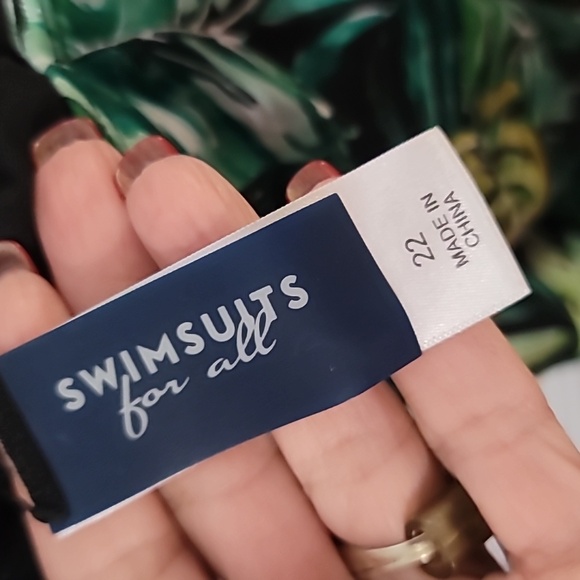 SWIMSUITS
for all
22
MADE IN
CHINA